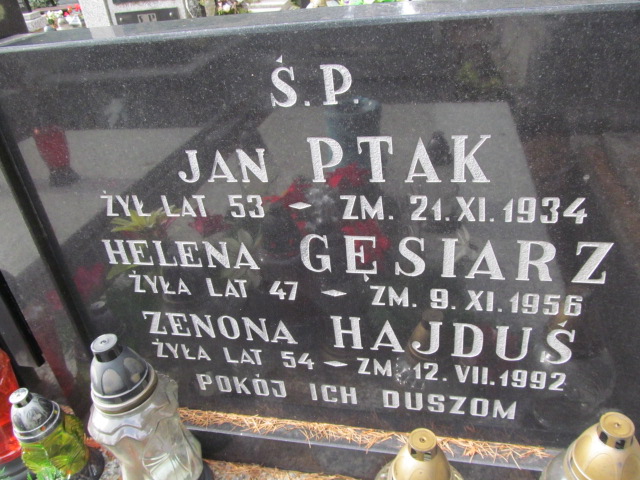 Ś.P.
JAN PTAK
ŻYŁ LAT 53 - ZM. 21.XI.1934
HELENA GĘSIARZ
ŻYŁA LAT 47 - ZM. 9.XI.1956
ZENONA HAJDUŚ
ŻYŁA LAT 54 - ZM. 12.VII.1992
POKÓJ ICH DUSZOM